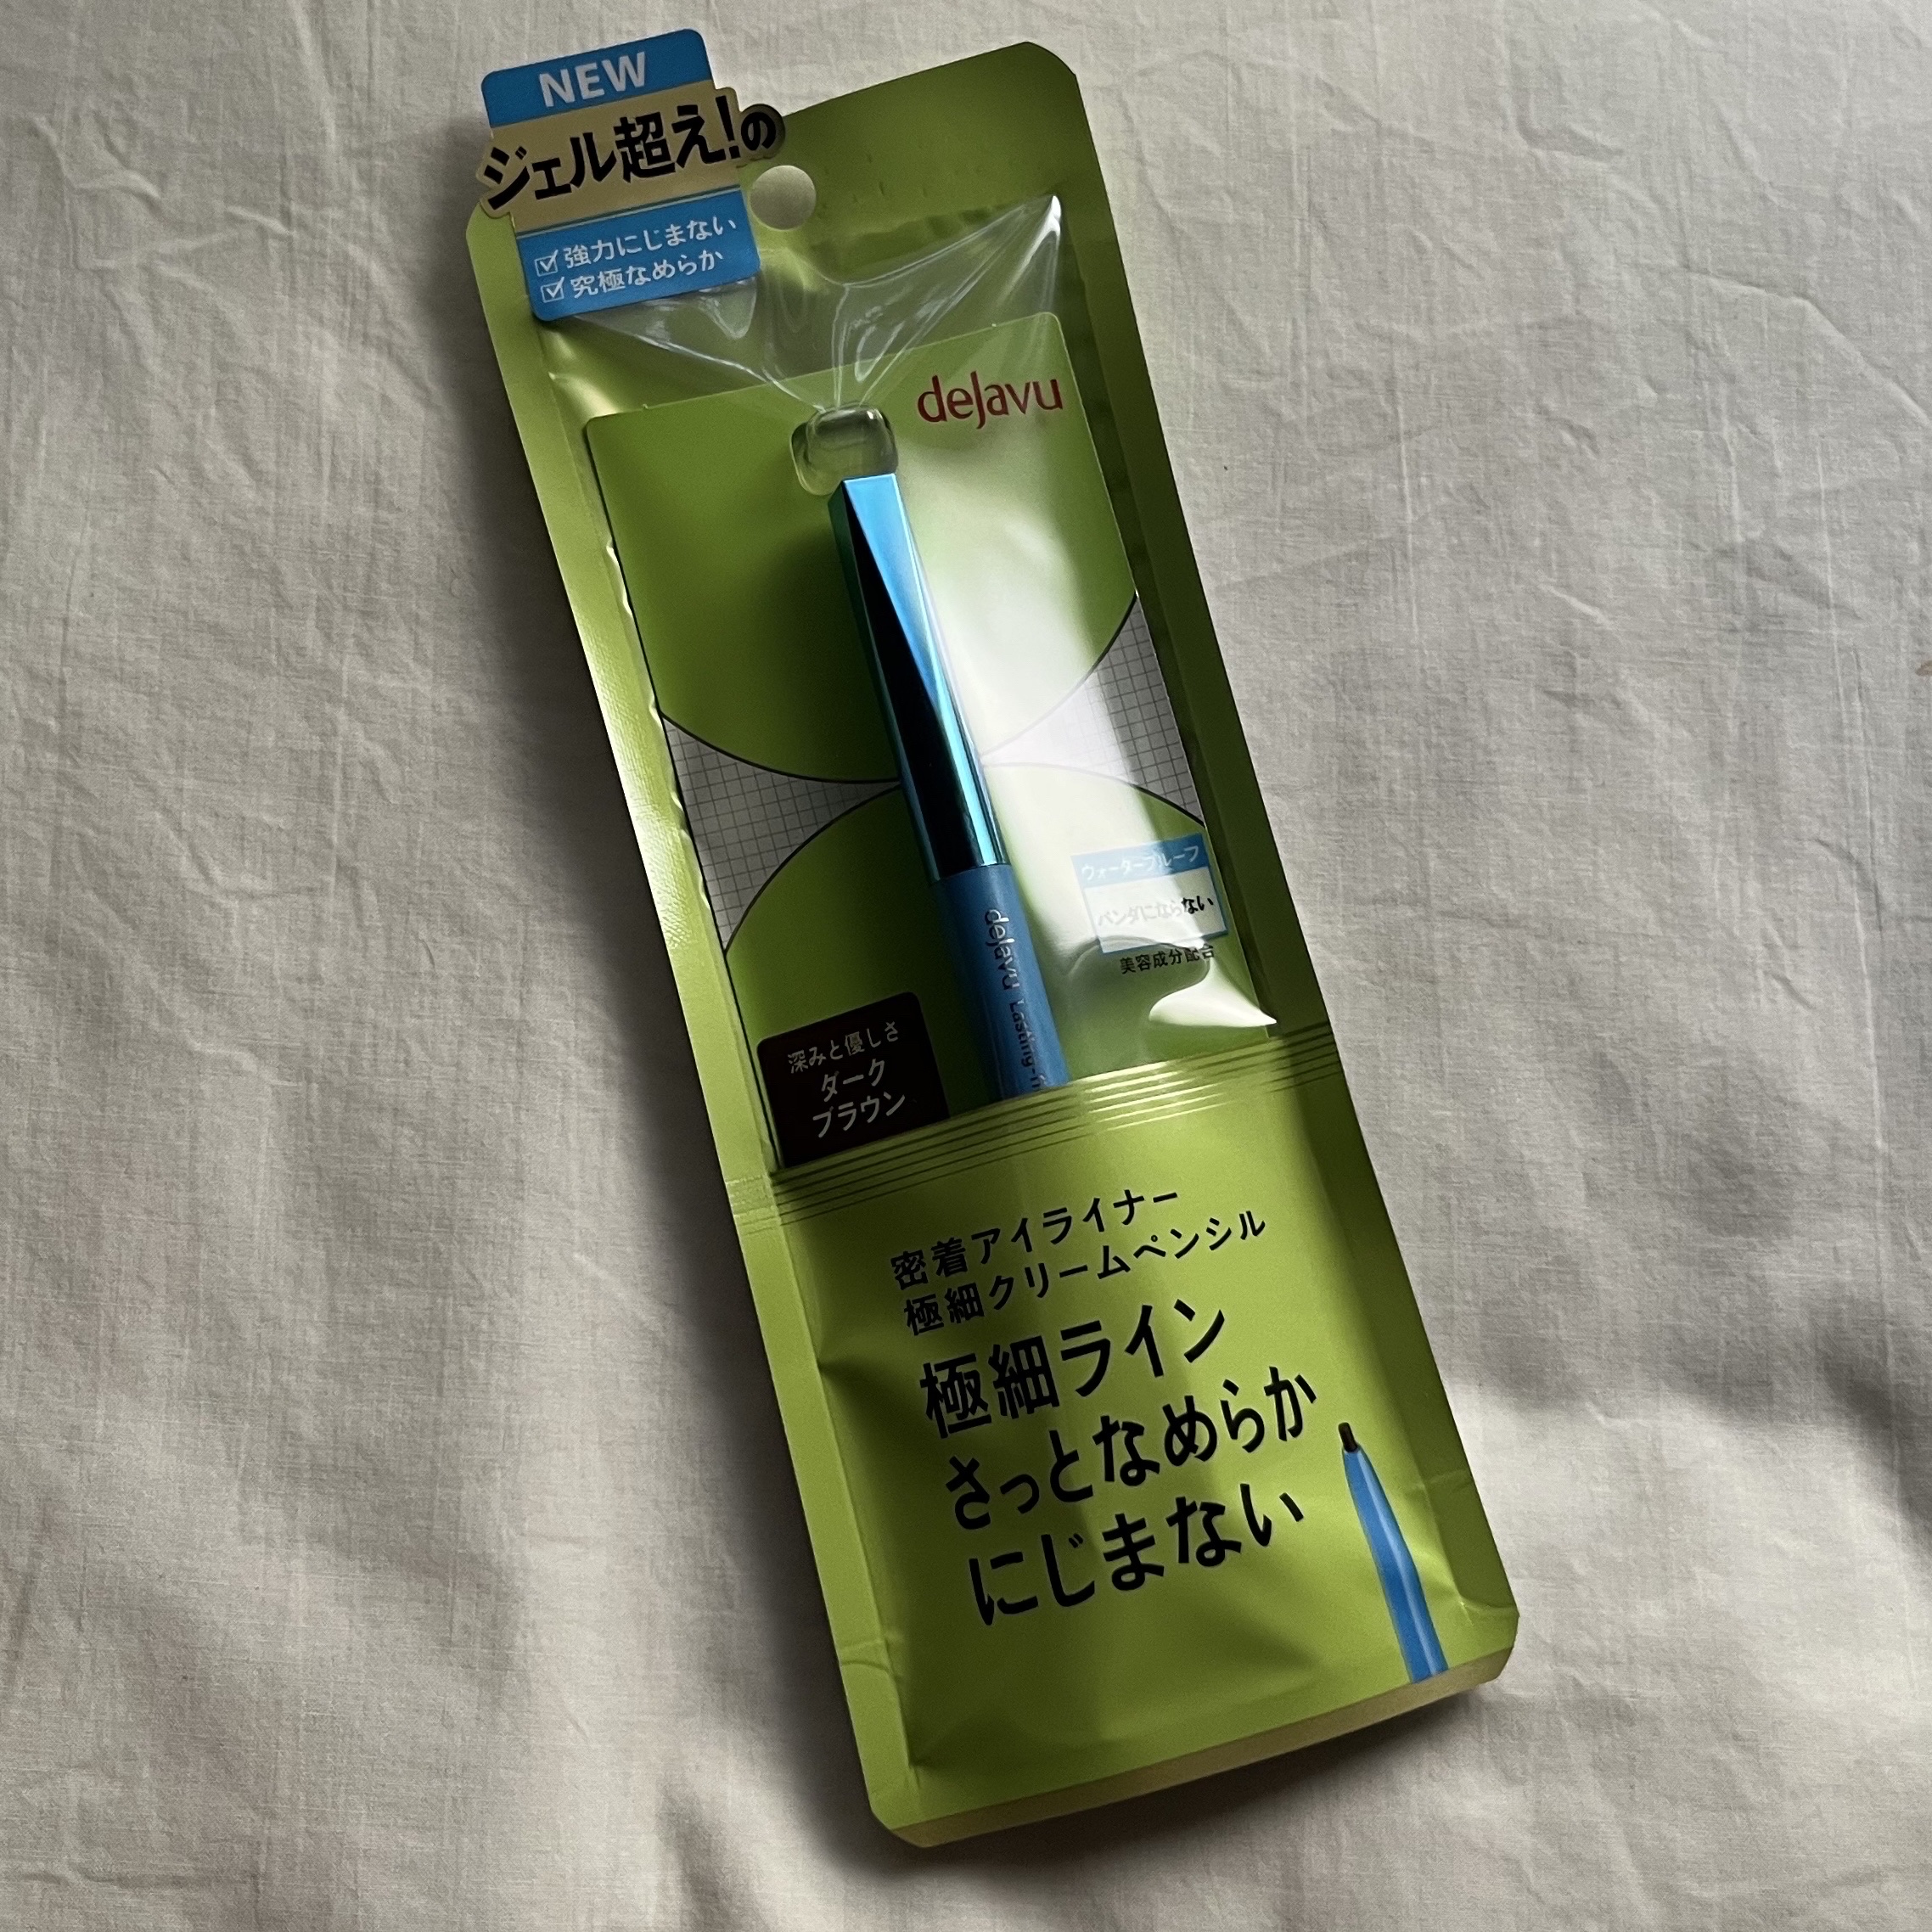 NEW
ジェル超え!の
☑強力にじまない
☑究極なめらか
dejavu
ウォータープルーフ
パンダにならない
美容成分配合
dejavu Lasting-fi
深みと優しさ
ダーク
ブラウン
密着アイライナー
極細クリームペンシル
極細ライン
さっとなめらか
にじまない